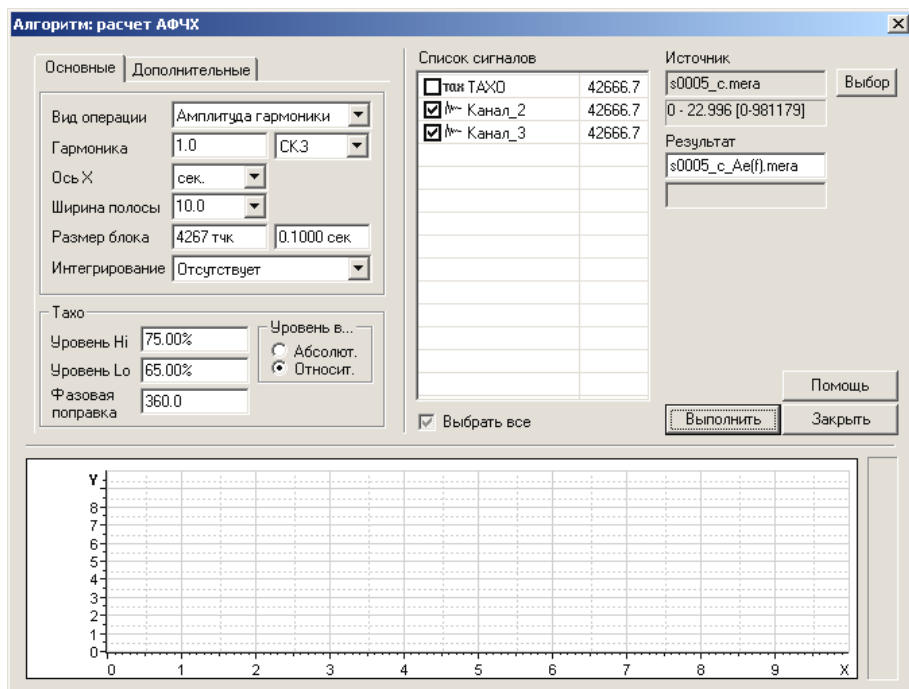 Алгоритм: расчет АФЧХ
Основные
Дополнительные
Вид операции
Амплитуда гармоники
Гармоника
1.0
СКЗ
Ось X
сек.
Ширина полосы
10.0
Размер блока
4267 тчк
0.1000 сек
Интегрирование
Отсутствует
Тахо
Уровень Hi
75.00%
Уровень Lo
65.00%
Фазовая
поправка
360.0
Уровень в...
Абсолют.
Относит.
Список сигналов
тах ТАХО 42666.7
Канал_2 42666.7
Канал_3 42666.7
Выбрать все
Источник
s0005_c.mera
Выбор
0 - 22.996 [0-981179]
Результат
s0005_c_Ae(f).mera
Помощь
Выполнить
Закрыть
Y
8
7
6
5
4
3
2
1
0
0 1 2 3 4 5 6 7 8 9 X